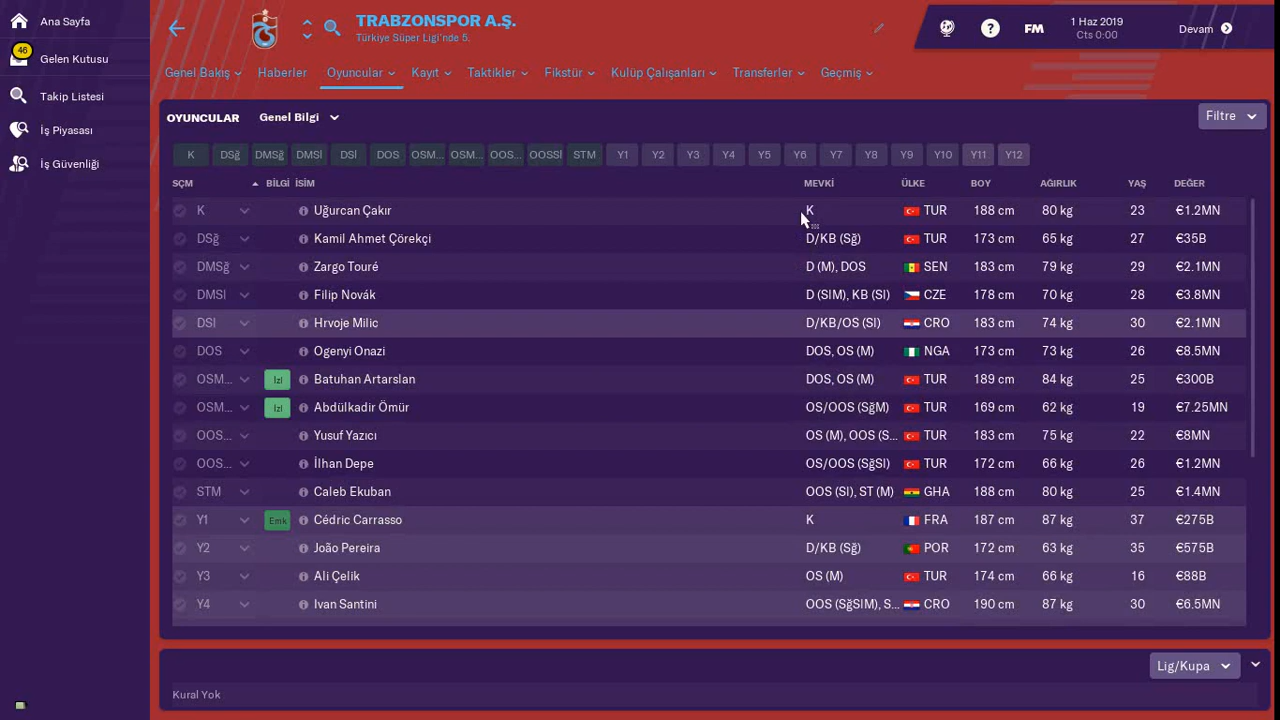 Ana Sayfa
46
Gelen Kutusu
Takip Listesi
İş Piyasası
İş Güvenliği
TRABZONSPOR A.Ş.
Türkiye Süper Ligi'nde 5.
? FM 1 Haz 2019
Cts 0:00
Devam
Genel Bakış Haberler Oyuncular Kayıt Taktikler Fikstür Kulüp Çalışanları Transferler Geçmiş
OYUNCULAR Genel Bilgi Filtre
K DSğ DMSğ DMSl DSl DOS OSM... OSM... OOS... OOSSl STM Y1 Y2 Y3 Y4 Y5 Y6 Y7 Y8 Y9 Y10 Y11 Y12
SÇM BİLGİ İSİM MEVKİ ÜLKE BOY AĞIRLIK YAŞ DEĞER
K Uğurcan Çakır K TUR 188 cm 80 kg 23 €1.2MN
DSğ Kamil Ahmet Çörekçi D/KB (Sğ) TUR 173 cm 65 kg 27 €35B
DMSğ Zargo Touré D (M), DOS SEN 183 cm 79 kg 29 €2.1MN
DMSl Filip Novák D (SlM), KB (Sl) CZE 178 cm 70 kg 28 €3.8MN
DSl Hrvoje Milic D/KB/OS (Sl) CRO 183 cm 74 kg 30 €2.1MN
DOS Ogenyi Onazi DOS, OS (M) NGA 173 cm 73 kg 26 €8.5MN
OSM... İzl Batuhan Artarslan DOS, OS (M) TUR 189 cm 84 kg 25 €300B
OSM... İzl Abdülkadir Ömür OS/OOS (SğM) TUR 169 cm 62 kg 19 €7.25MN
OOS... Yusuf Yazıcı OS (M), OOS (S... TUR 183 cm 75 kg 22 €8MN
OOS... İlhan Depe OS/OOS (SğSl) TUR 172 cm 66 kg 26 €1.2MN
STM Caleb Ekuban OOS (Sl), ST (M) GHA 188 cm 80 kg 25 €1.4MN
Y1 Emk Cédric Carrasso K FRA 187 cm 87 kg 37 €275B
Y2 João Pereira D/KB (Sğ) POR 172 cm 63 kg 35 €575B
Y3 Ali Çelik OS (M) TUR 174 cm 66 kg 16 €88B
Y4 Ivan Santini OOS (SğSlM), S... CRO 190 cm 87 kg 30 €6.5MN
Lig/Kupa
Kural Yok